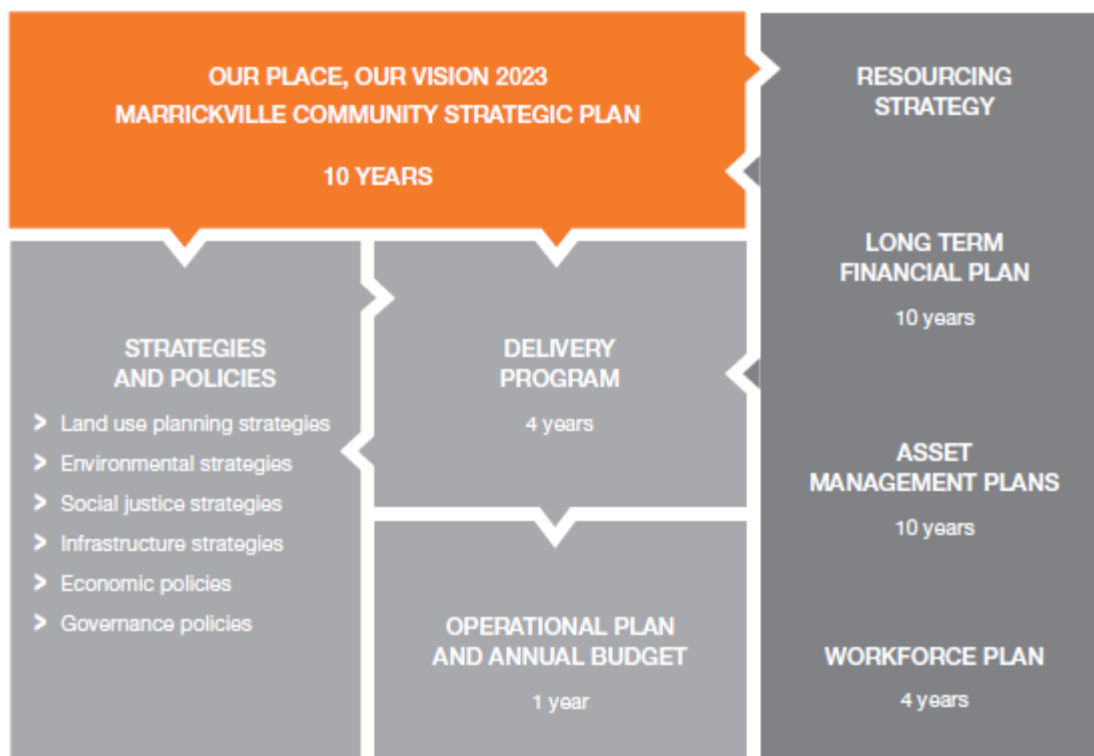 OUR PLACE, OUR VISION 2023
MARRICKVILLE COMMUNITY STRATEGIC PLAN
10 YEARS
STRATEGIES
AND POLICIES
> Land use planning strategies
> Environmental strategies
> Social justice strategies
> Infrastructure strategies
> Economic policies
> Governance policies
DELIVERY
PROGRAM
4 years
OPERATIONAL PLAN
AND ANNUAL BUDGET
1 year
RESOURCING
STRATEGY
LONG TERM
FINANCIAL PLAN
10 years
ASSET
MANAGEMENT PLANS
10 years
WORKFORCE PLAN
4 years